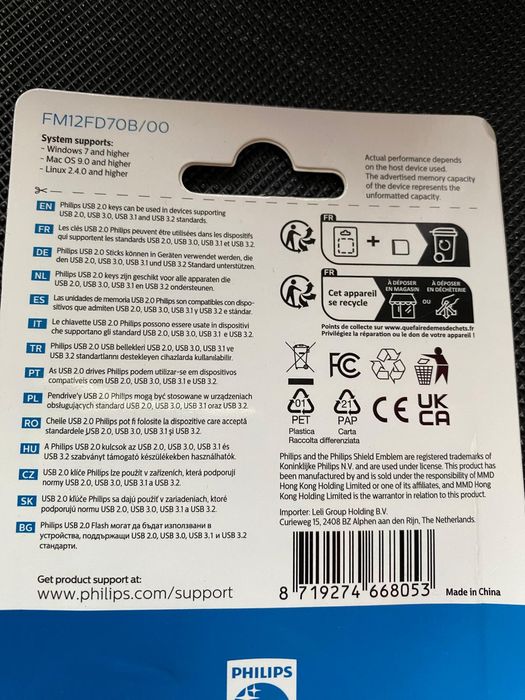 FM12FD70B/00
System supports:
- Windows 7 and higher
- Mac OS 9.0 and higher
- Linux 2.4.0 and higher
Actual performance depends
on the host device used.
The advertised memory capacity
of the device represents the
unformatted capacity.
EN Philips USB 2.0 keys can be used in devices supporting
USB 2.0, USB 3.0, USB 3.1 and USB 3.2 standards.
FR Les clés USB 2.0 Philips peuvent être utilisées dans les dispositifs
qui supportent les standards USB 2.0, USB 3.0, USB 3.1 et USB 3.2.
DE Philips USB 2.0 Sticks können in Geräten verwendet werden, die
den USB 2.0, USB 3.0, USB 3.1 und USB 3.2 Standard unterstützen.
NL Philips USB 2.0 keys zijn geschikt voor alle apparaten die
USB 2.0, USB 3.0, USB 3.1 en USB 3.2 ondersteunen.
ES Las unidades de memoria USB 2.0 Philips son compatibles con dispo-
sitivos que admiten USB 2.0, USB 3.0, USB 3.1 y USB 3.2 e stándar.
IT Le chiavette USB 2.0 Philips possono essere usate in dispositivi
che supportano gli standard USB 2.0, USB 3.0, USB 3.1 e USB 3.2.
TR Philips USB 2.0 USB bellekleri USB 2.0, USB 3.0, USB 3.1 ve
USB 3.2 standartlarını destekleyen cihazlarda kullanılabilir.
PT As USB 2.0 drives Philips podem utilizar-se em dispositivos
compatíveis com USB 2.0, USB 3.0, USB 3.1 e USB 3.2.
PL Pendrive'y USB 2.0 Philips mogą być stosowane w urządzeniach
obsługujących standard USB 2.0, USB 3.0, USB 3.1 oraz USB 3.2.
RO Cheile USB 2.0 Philips pot fi folosite la dispozitive care acceptă
standardele USB 2.0, USB 3.0, USB 3.1 şi USB 3.2.
HU A Philips USB 2.0 kulcsok az USB 2.0, USB 3.0, USB 3.1 és
USB 3.2 szabványt támogató készülékekben használhatók.
CZ USB 2.0 klíče Philips lze použít v zařízeních, která podporují
normy USB 2.0, USB 3.0, USB 3.1 a USB 3.2.
SK USB 2.0 kľúče Philips sa dajú použiť v zariadeniach, ktoré
podporujú normu USB 2.0, USB 3.0, USB 3.1 a USB 3.2.
BG Philips USB 2.0 Flash могат да бъдат използвани в
устройства, поддържащи USB 2.0, USB 3.0, USB 3.1 и USB 3.2
стандарти.
Get product support at:
www.philips.com/support
FR
FR
Cet appareil
se recycle
À DÉPOSER
EN MAGASIN
OU
À DÉPOSER
EN DÉCHÈTERIE
Points de collecte sur www.quefairedemesdechets.fr
Privilégiez la réparation ou le don de votre appareil !
FC
01
PET
Plastica
21
PAP
Carta
Raccolta differenziata
CE
UK
CA
Philips and the Philips Shield Emblem are registered trademarks of
Koninklijke Philips N.V. and are used under license. This product has
been manufactured by and is sold under the responsibility of MMD
Hong Kong Holding Limited or one of its affiliates, and MMD Hong
Kong Holding Limited is the warrantor in relation to this product.
Importer: Leli Group Holding B.V.
Curieweg 15, 2408 BZ Alphen aan den Rijn, The Netherlands.
8 719274 668053
Made in China
PHILIPS